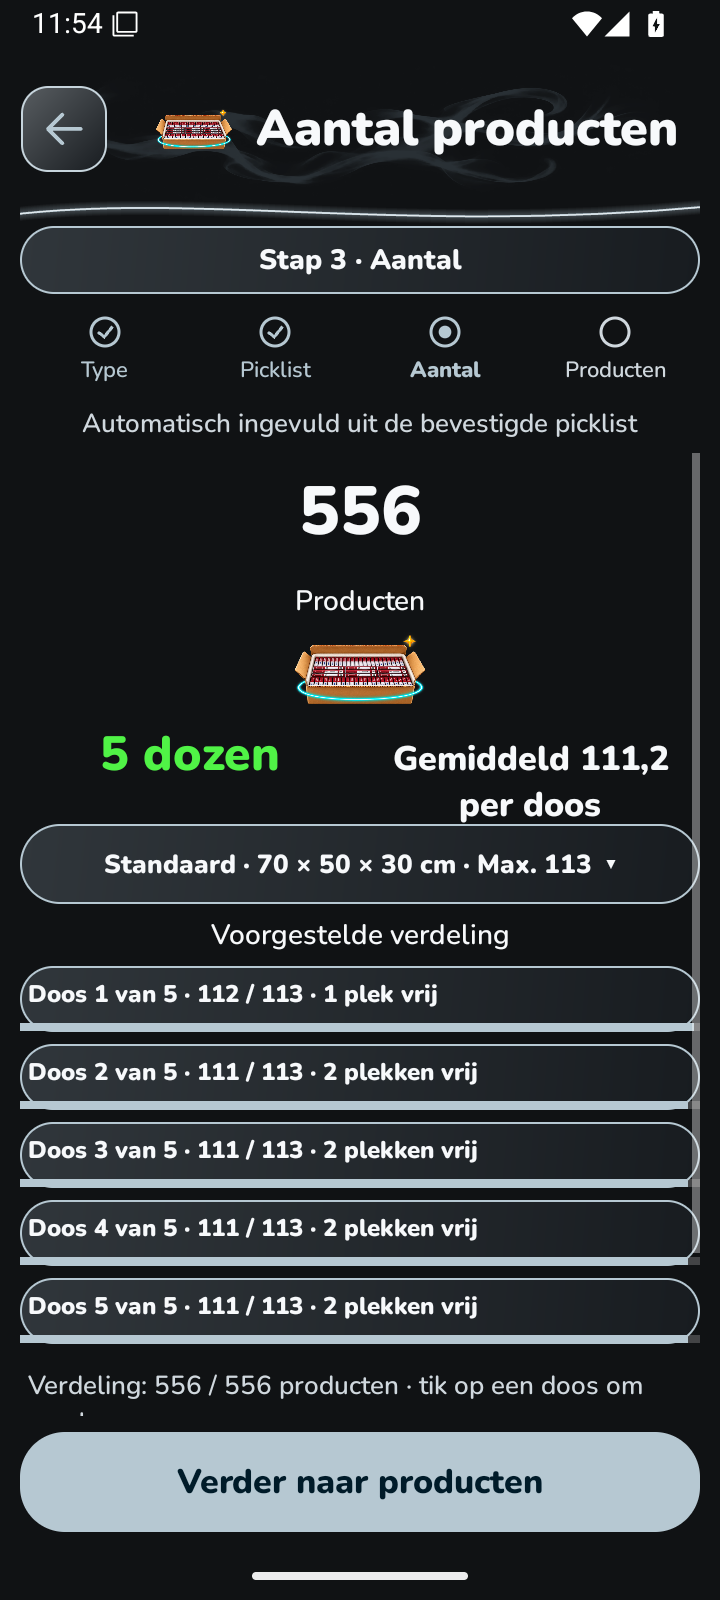 11:54
Aantal producten
Stap 3 · Aantal
Type
Picklist
Aantal
Producten
Automatisch ingevuld uit de bevestigde picklist
556
Producten
5 dozen
Gemiddeld 111,2
per doos
Standaard · 70 × 50 × 30 cm · Max. 113 ▼
Voorgestelde verdeling
Doos 1 van 5 · 112 / 113 · 1 plek vrij
Doos 2 van 5 · 111 / 113 · 2 plekken vrij
Doos 3 van 5 · 111 / 113 · 2 plekken vrij
Doos 4 van 5 · 111 / 113 · 2 plekken vrij
Doos 5 van 5 · 111 / 113 · 2 plekken vrij
Verdeling: 556 / 556 producten · tik op een doos om
Verder naar producten